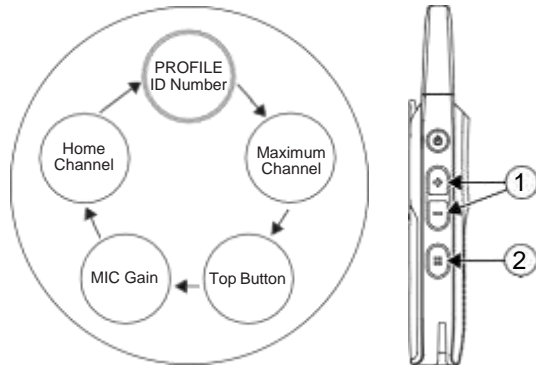 PROFILE
ID Number
Home
Channel
Maximum
Channel
MIC Gain
Top Button
1
2